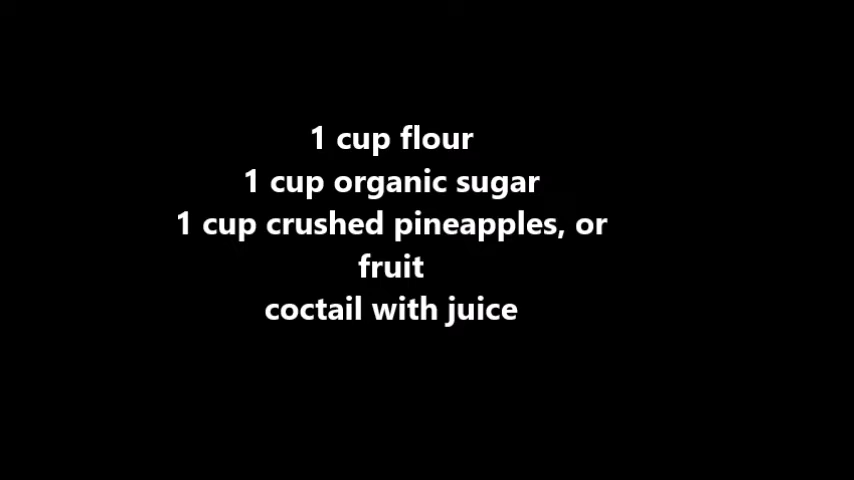 1 cup flour
1 cup organic sugar
1 cup crushed pineapples, or
fruit
coctail with juice